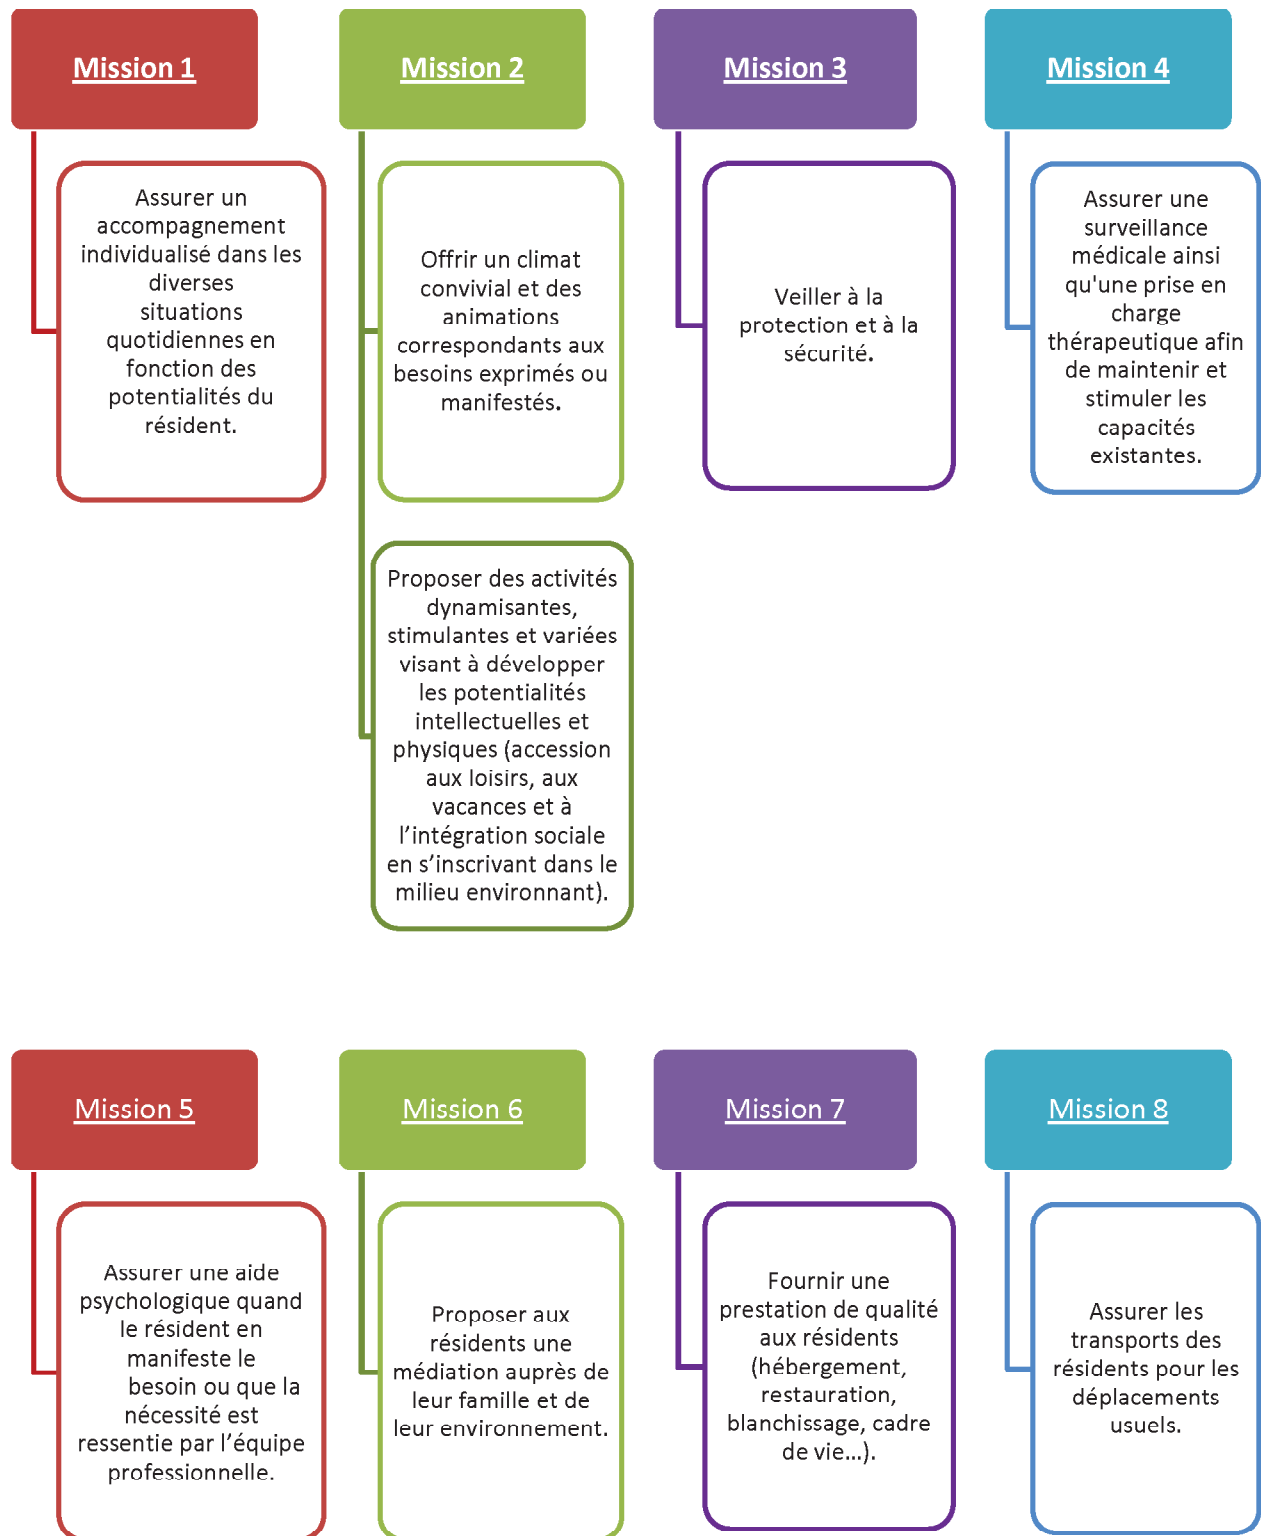 Mission 1
Assurer un
accompagnement
individualisé dans les
diverses
situations
quotidiennes en
fonction des
potentialités du
résident.
Mission 2
Offrir un climat
convivial et des
animations
correspondants aux
besoins exprimés ou
manifestés.
Proposer des activités
dynamisantes,
stimulantes et variées
visant à développer
les potentialités
intellectuelles et
physiques (accession
aux loisirs, aux
vacances et à
l’intégration sociale
en s’inscrivant dans le
milieu environnant).
Mission 3
Veiller à la
protection et à la
sécurité.
Mission 4
Assurer une
surveillance
médicale ainsi
qu'une prise en
charge
thérapeutique afin
de maintenir et
stimuler les
capacités
existantes.
Mission 5
Assurer une aide
psychologique quand
le résident en
manifeste le
besoin ou que la
nécessité est
ressentie par l’équipe
professionnelle.
Mission 6
Proposer aux
résidents une
médiation auprès de
leur famille et de
leur environnement.
Mission 7
Fournir une
prestation de qualité
aux résidents
(hébergement,
restauration,
blanchissage, cadre
de vie...).
Mission 8
Assurer les
transports des
résidents pour les
déplacements
usuels.